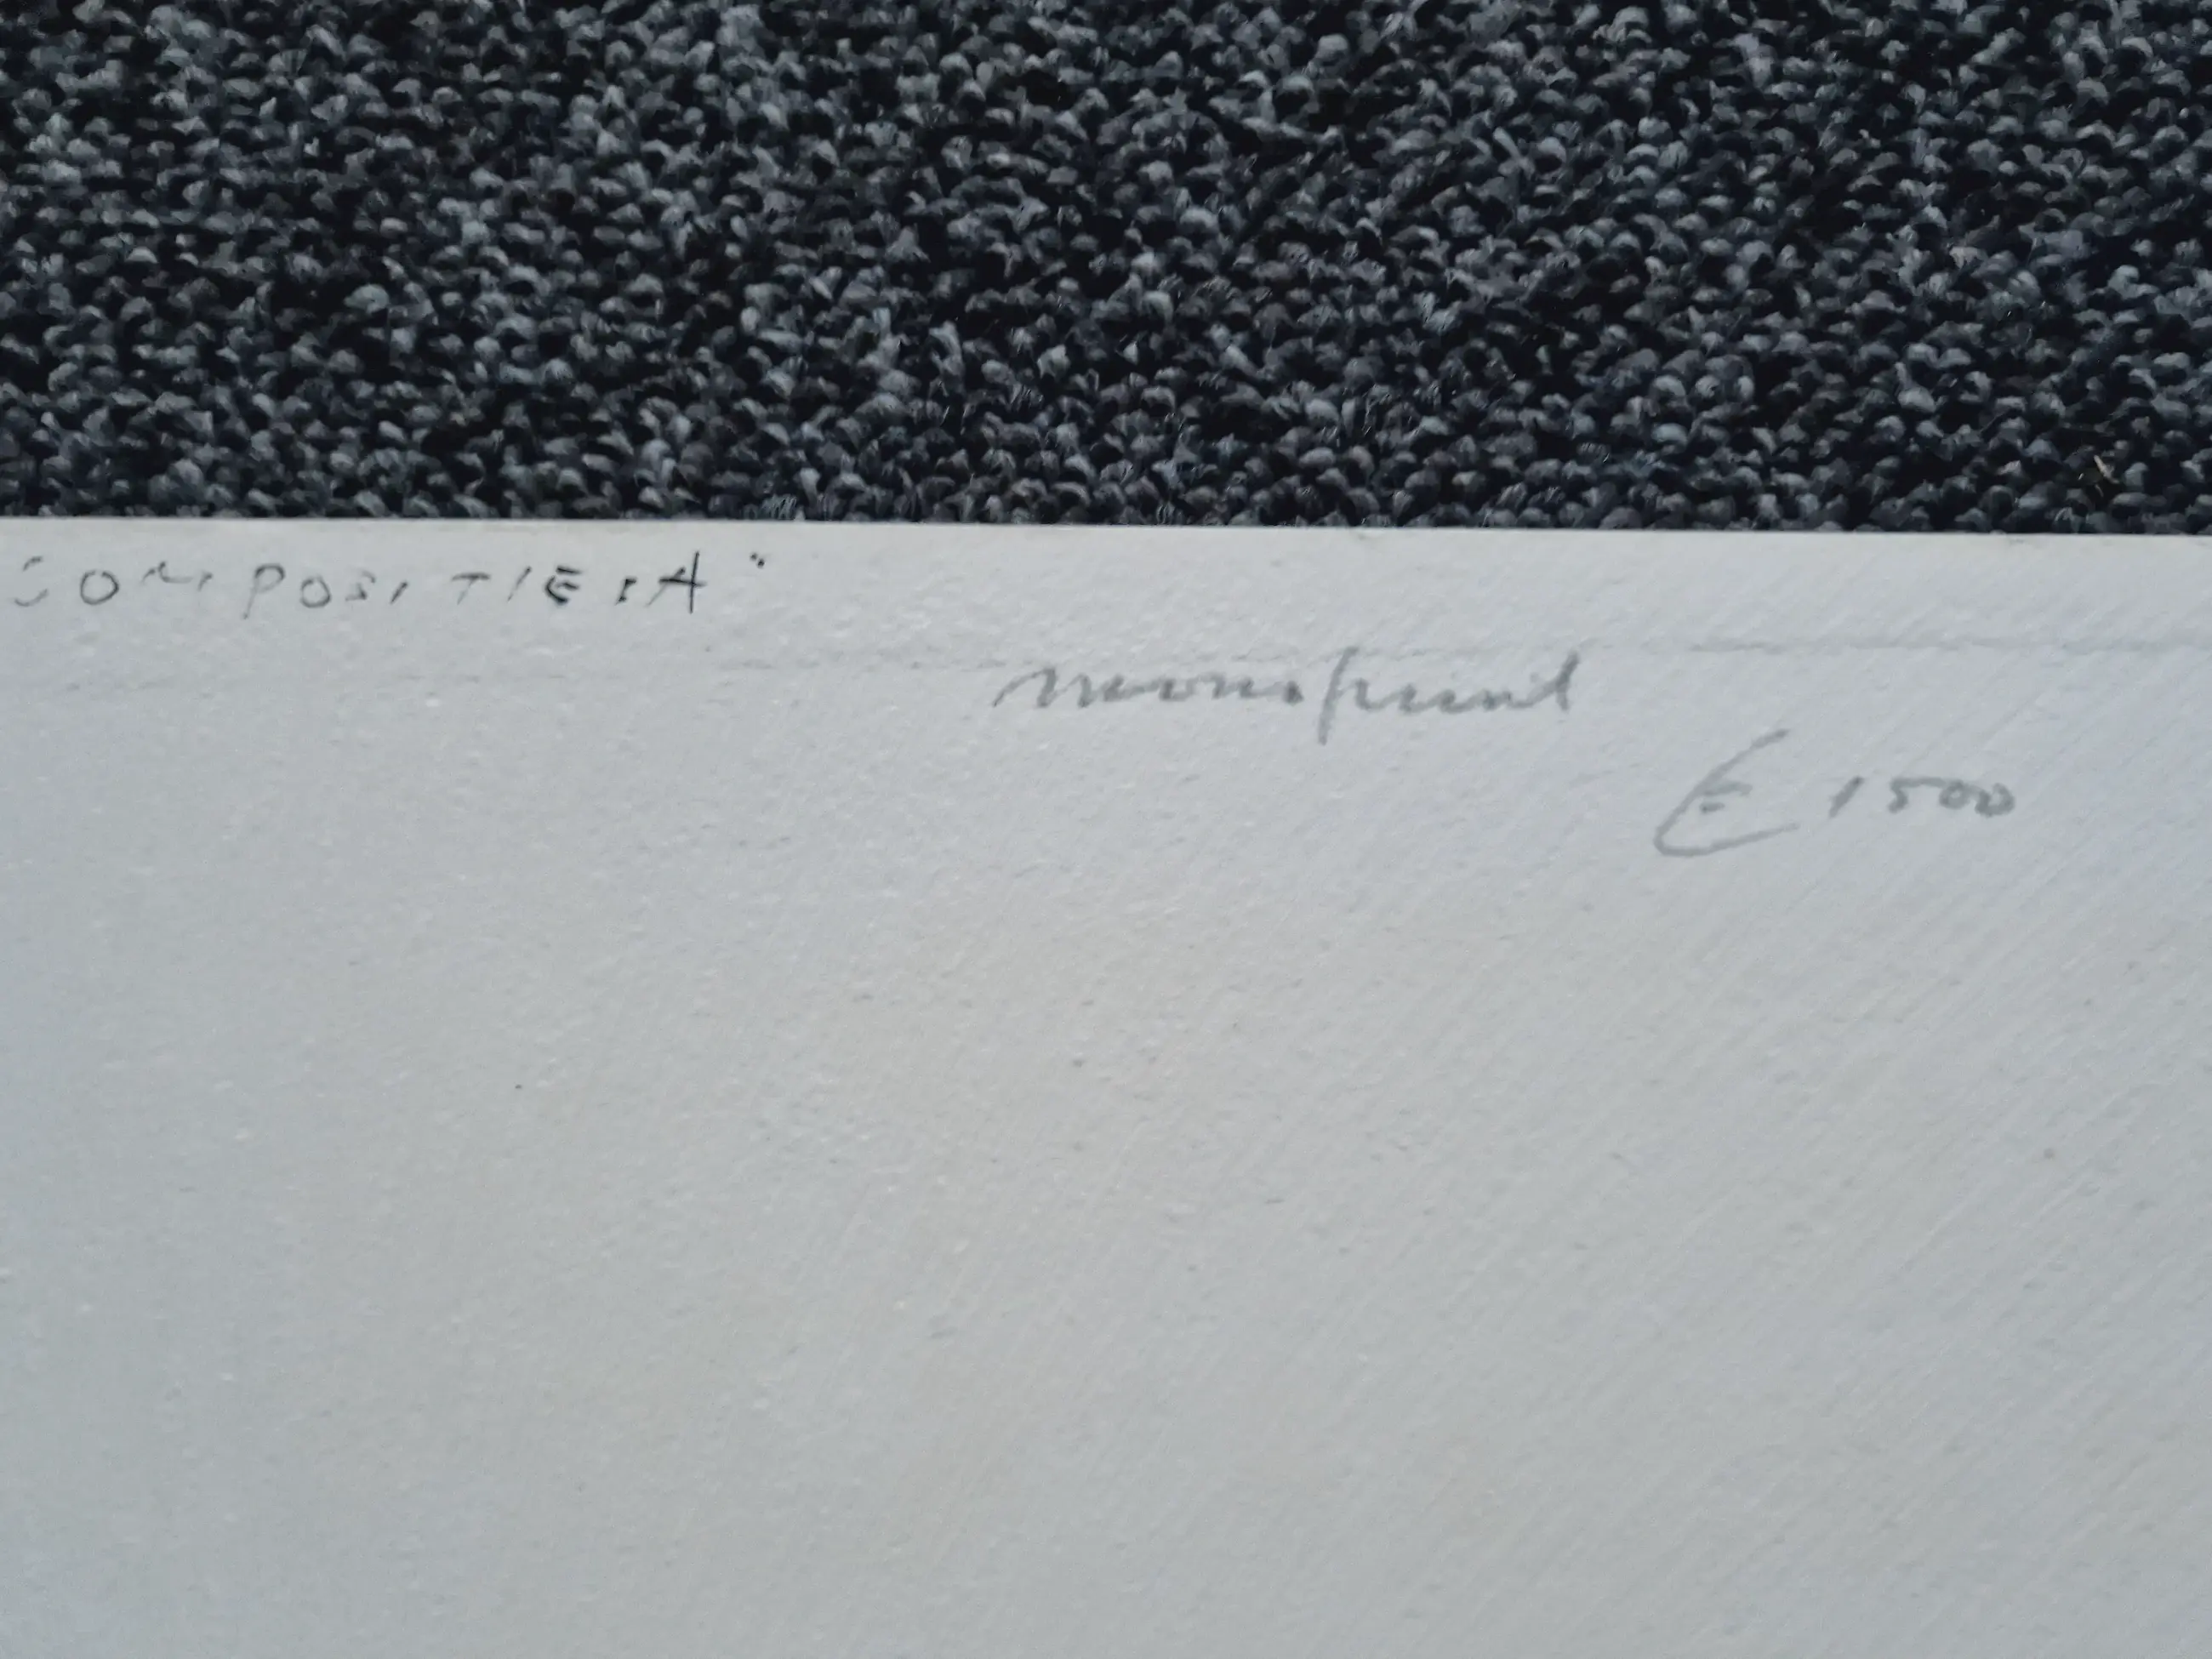 COMPOSITIE:A"
monoprint
€ 1500